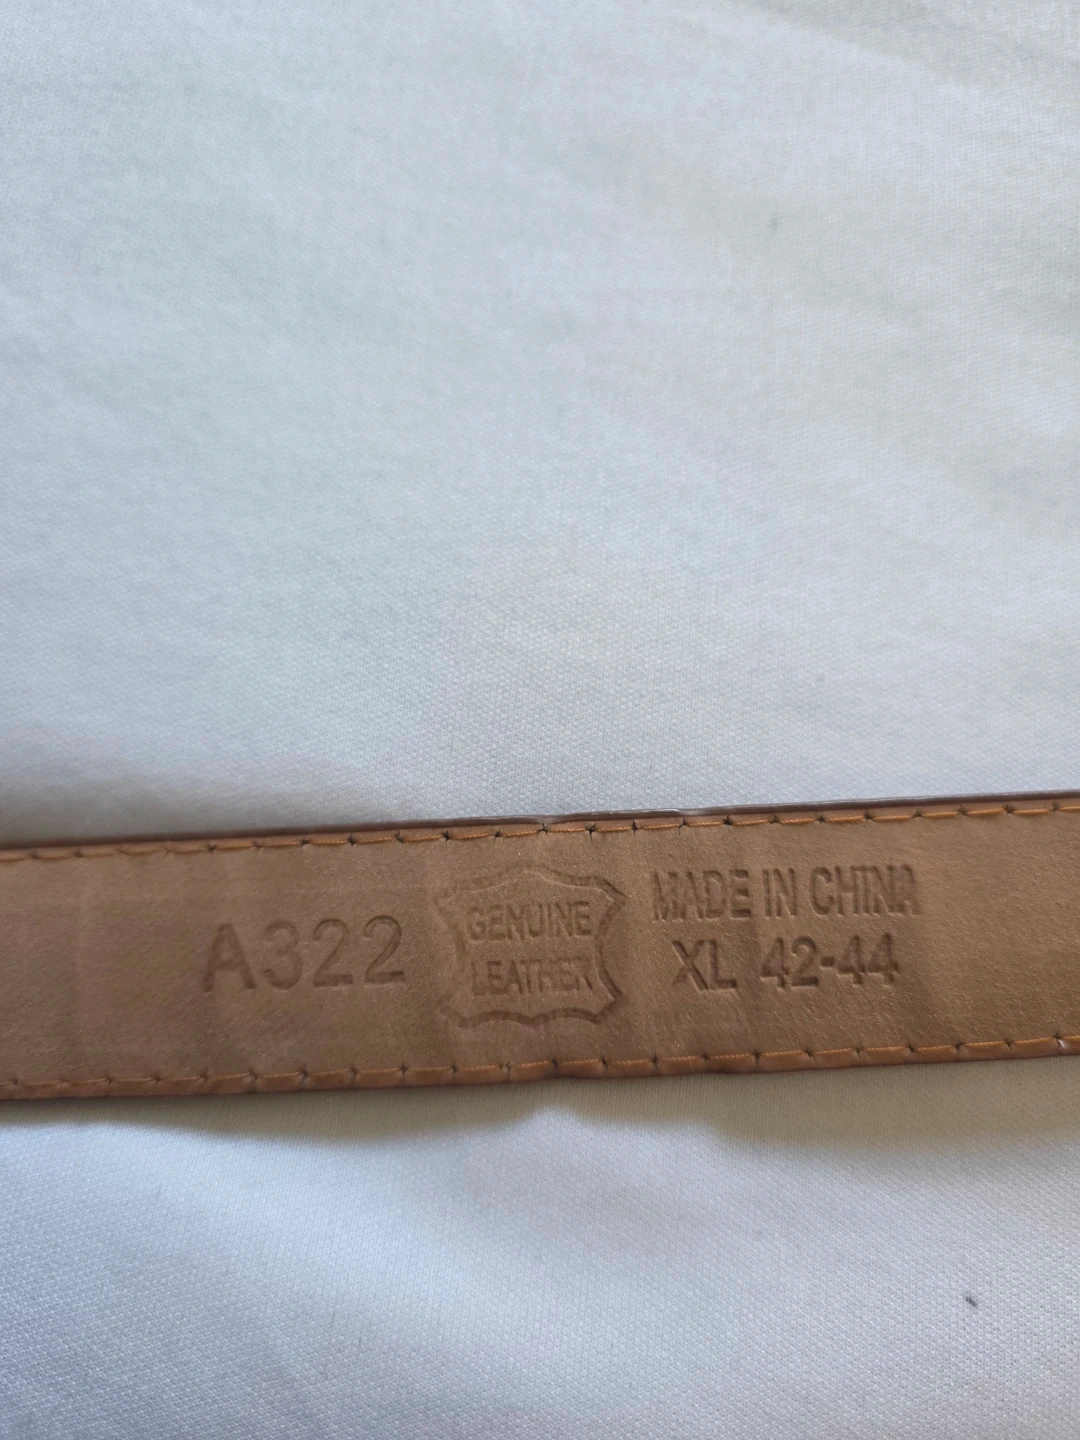 A322
GENUINE
LEATHER
MADE IN CHINA
XL 42-44